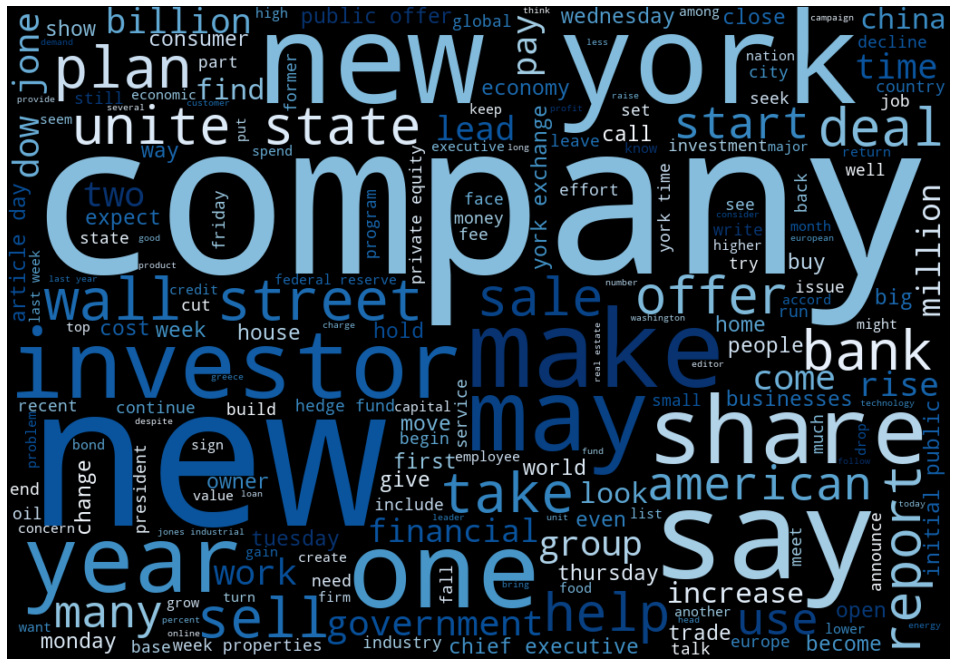 show billion high public offer global think among wednesday close campaign china
dow jone plan part consumer former new york less nation decline
provide several customer economic find pay economy profit raise keep seek city country job time
demand still seem unite state put lead executive long set call start investment know major deal
way spend leave effort back return well
article day two company private equity face money fee york exchange york time see write consider higher european month million
expect friday program try buy
state good
last week last year product federal reserve number issue
wall street credit cut sale offer accord run big
top cost week house charge hold washington home might
investor greece make real estate editor people bank
come rise
recent continue build hedge fund capital service may small businesses technology
problem despite new sign move begin share much drop initial public
bond first employee fund world follow
end president owner value loan give take look american today
oil change include even list
concern jones industrial leader unit financial reporte
year tuesday one group say meet announce energy
gain create need fall bring thursday
work firm food increase
many grow turn sell government help another use open
want percent head trade lower
monday base online week properties industry chief executive europe talk become